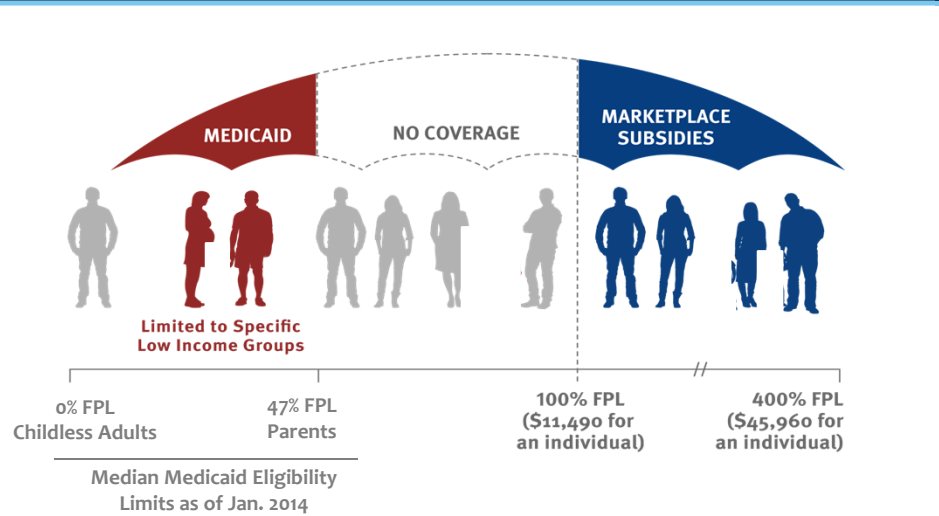 MEDICAID
NO COVERAGE
MARKETPLACE
SUBSIDIES
Limited to Specific
Low Income Groups
0% FPL
Childless Adults
47% FPL
Parents
100% FPL
($11,490 for
an individual)
400% FPL
($45,960 for
an individual)
Median Medicaid Eligibility
Limits as of Jan. 2014